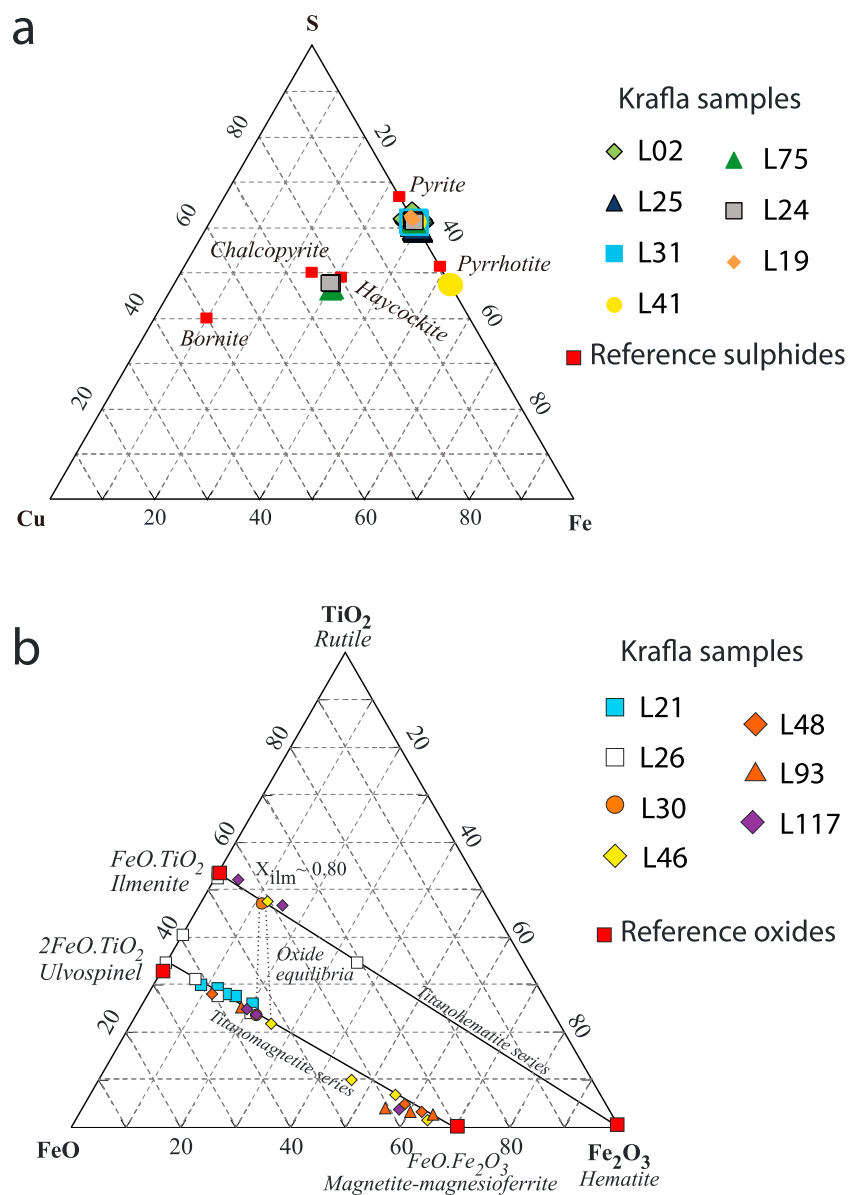 a
S
Krafla samples
80
20
L02
L75
Pyrite
L25
L24
60
40
Chalcopyrite
L31
L19
Pyrrhotite
Haycockite
40
L41
60
Bornite
Reference sulphides
20
80
Cu
20
40
60
80
Fe
b
TiO₂
Rutile
Krafla samples
L21
L48
80
20
L26
L93
L30
L117
60
40
L46
FeO.TiO₂
Ilmenite
Xilm~0.80
40
60
Reference oxides
2FeO.TiO₂
Ulvospinel
Oxide
equilibria
Titanohematite series
20
80
Titanomagnetite series
FeO
20
40
60
80
Fe₂O₃
FeO.Fe₂O₃
Hematite
Magnetite-magnesioferrite